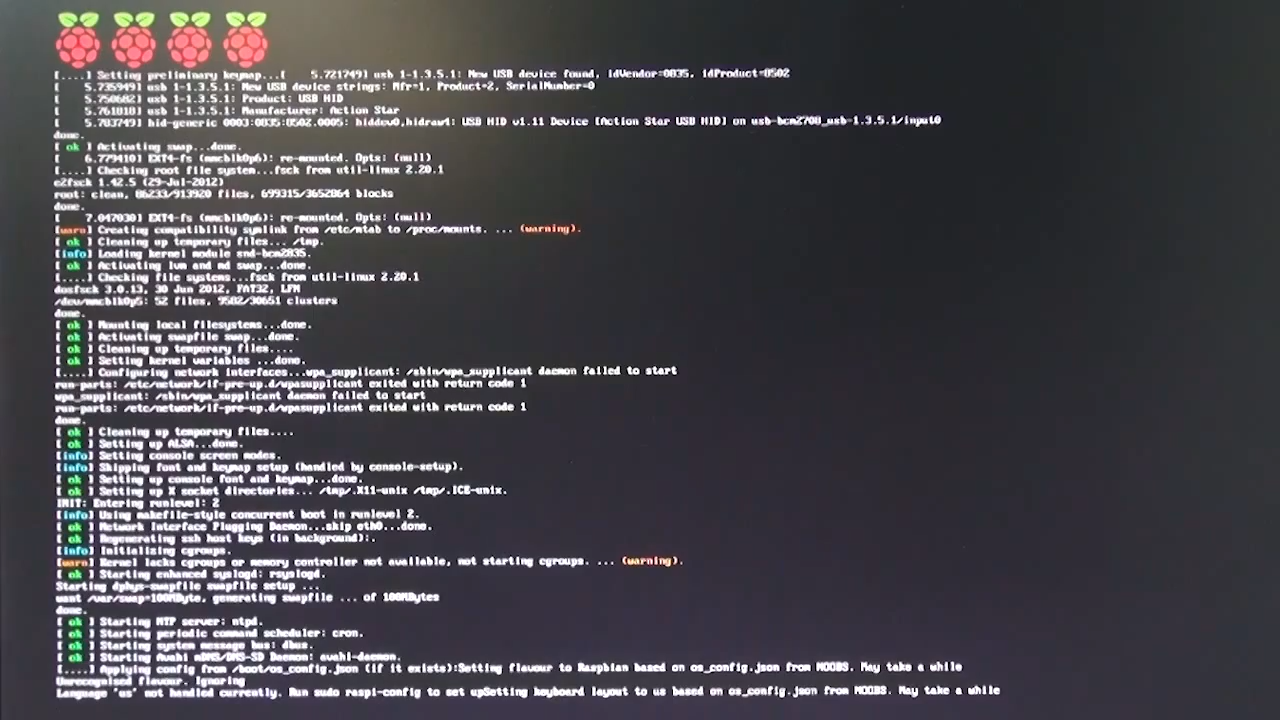 [....] Setting preliminary keymap...[    5.721749] usb 1-1.3.5.1: New USB device found, idVendor=0835, idProduct=8502
[    5.735949] usb 1-1.3.5.1: New USB device strings: Mfr=1, Product=2, SerialNumber=0
[    5.750682] usb 1-1.3.5.1: Product: USB HID
[    5.761818] usb 1-1.3.5.1: Manufacturer: Action Star
[    5.783749] hid-generic 0003:0835:8502.0005: hiddev0,hidraw4: USB HID v1.11 Device [Action Star USB HID] on usb-bcm2708_usb-1.3.5.1/input0
done.
[ ok ] Activating swap...done.
[    6.779410] EXT4-fs (mmcblk0p6): re-mounted. Opts: (null)
[....] Checking root file system...fsck from util-linux 2.20.1
e2fsck 1.42.5 (29-Jul-2012)
root: clean, 86233/913920 files, 699315/3652864 blocks
done.
[    7.047030] EXT4-fs (mmcblk0p6): re-mounted. Opts: (null)
[warn] Creating compatibility symlink from /etc/mtab to /proc/mounts. ... (warning).
[ ok ] Cleaning up temporary files... /tmp.
[info] Loading kernel module snd-bcm2835.
[ ok ] Activating lvm and md swap...done.
[....] Checking file systems...fsck from util-linux 2.20.1
dosfsck 3.0.13, 30 Jun 2012, FAT32, LFN
/dev/mmcblk0p5: 52 files, 9582/30651 clusters
done.
[ ok ] Mounting local filesystems...done.
[ ok ] Activating swapfile swap...done.
[ ok ] Cleaning up temporary files....
[ ok ] Setting kernel variables ...done.
[....] Configuring network interfaces...wpa_supplicant: /sbin/wpa_supplicant daemon failed to start
run-parts: /etc/network/if-pre-up.d/wpasupplicant exited with return code 1
wpa_supplicant: /sbin/wpa_supplicant daemon failed to start
run-parts: /etc/network/if-pre-up.d/wpasupplicant exited with return code 1
done.
[ ok ] Cleaning up temporary files....
[ ok ] Setting up ALSA...done.
[info] Setting console screen modes.
[info] Skipping font and keymap setup (handled by console-setup).
[ ok ] Setting up console font and keymap...done.
[ ok ] Setting up X socket directories... /tmp/.X11-unix /tmp/.ICE-unix.
INIT: Entering runlevel: 2
[info] Using makefile-style concurrent boot in runlevel 2.
[ ok ] Network Interface Plugging Daemon...skip eth0...done.
[ ok ] Regenerating ssh host keys (in background):.
[info] Initializing cgroups.
[warn] Kernel lacks cgroups or memory controller not available, not starting cgroups. ... (warning).
[ ok ] Starting enhanced syslogd: rsyslogd.
Starting dphys-swapfile swapfile setup ...
want /var/swap=100MByte, generating swapfile ... of 100MBytes
done.
[ ok ] Starting NTP server: ntpd.
[ ok ] Starting periodic command scheduler: cron.
[ ok ] Starting system message bus: dbus.
[ ok ] Starting Avahi mDNS/DNS-SD Daemon: avahi-daemon.
[....] Applying config from /boot/os_config.json (if it exists):Setting flavour to Raspbian based on os_config.json from NOOBS. May take a while
Unrecognised flavour. Ignoring
Language 'us' not handled currently. Run sudo raspi-config to set upSetting keyboard layout to us based on os_config.json from NOOBS. May take a while